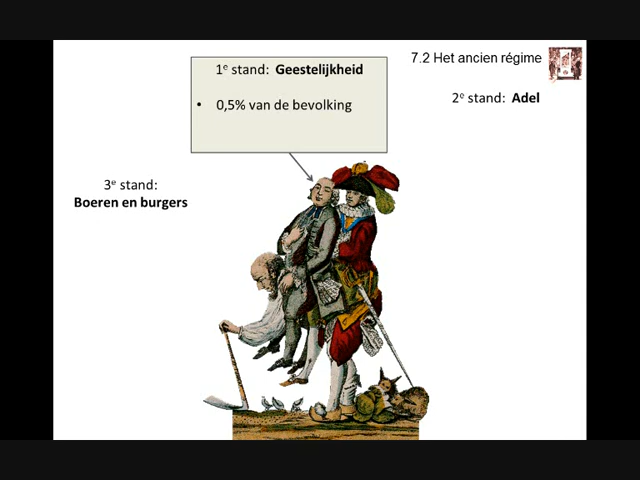 7.2 Het ancien régime
1e stand: Geestelijkheid
• 0,5% van de bevolking
2e stand: Adel
3e stand:
Boeren en burgers